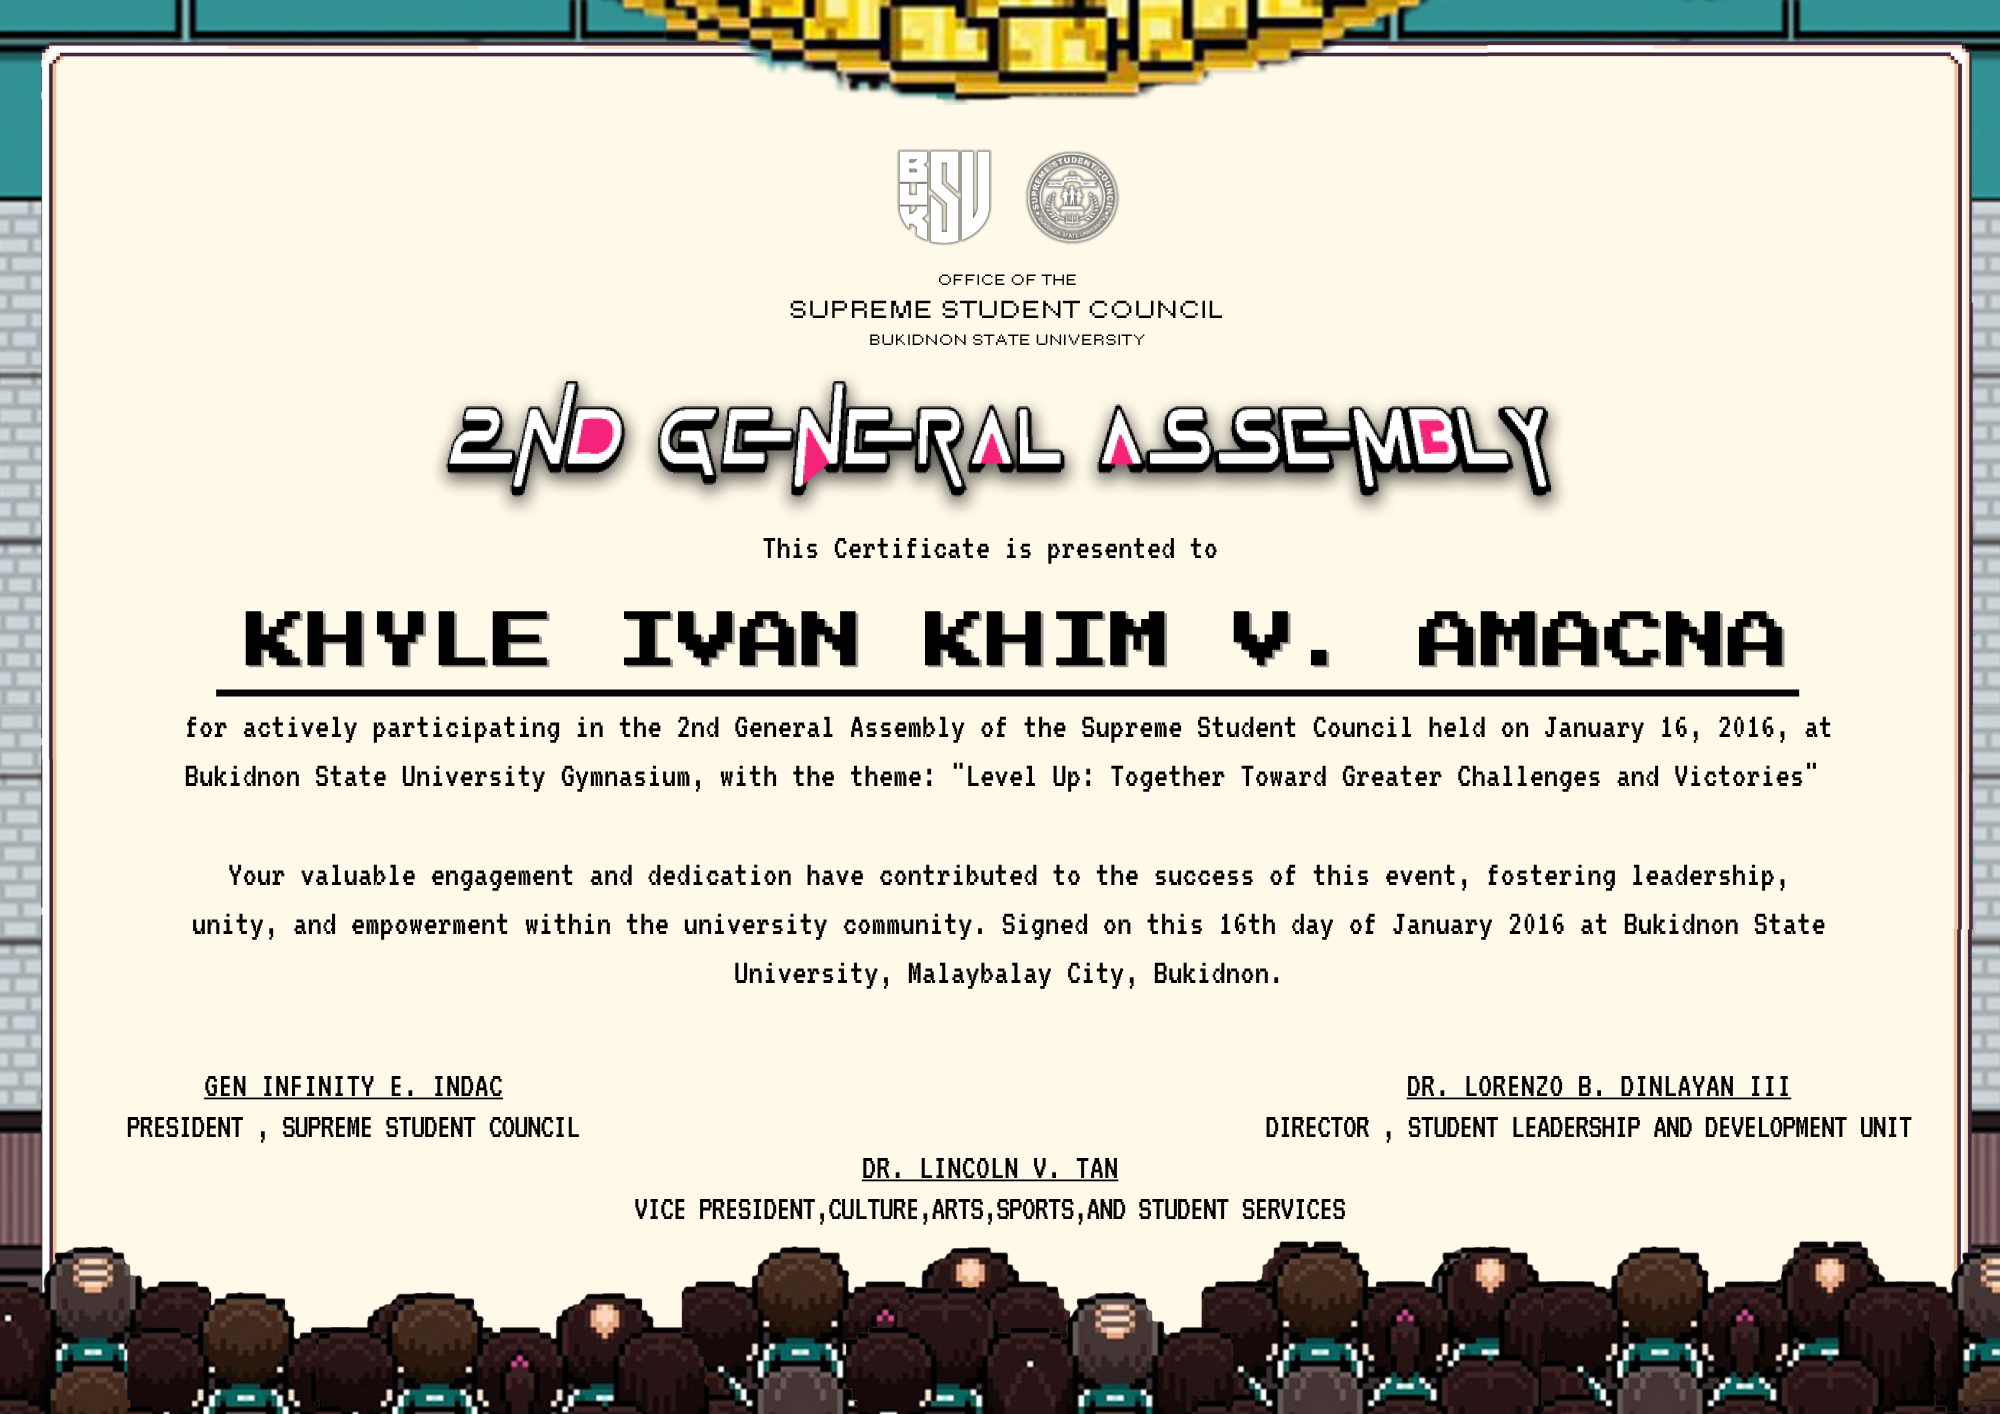 BUK SU
SUPREME STUDENT COUNCIL
BUKIDNON STATE UNIVERSITY
OFFICE OF THE
SUPREME STUDENT COUNCIL
BUKIDNON STATE UNIVERSITY
2ND GENERAL ASSEMBLY
This Certificate is presented to
KHYLE IVAN KHIM V. AMACNA
for actively participating in the 2nd General Assembly of the Supreme Student Council held on January 16, 2016, at
Bukidnon State University Gymnasium, with the theme: "Level Up: Together Toward Greater Challenges and Victories"
Your valuable engagement and dedication have contributed to the success of this event, fostering leadership,
unity, and empowerment within the university community. Signed on this 16th day of January 2016 at Bukidnon State
University, Malaybalay City, Bukidnon.
GEN INFINITY E. INDAC
PRESIDENT , SUPREME STUDENT COUNCIL
DR. LORENZO B. DINLAYAN III
DIRECTOR , STUDENT LEADERSHIP AND DEVELOPMENT UNIT
DR. LINCOLN V. TAN
VICE PRESIDENT,CULTURE,ARTS,SPORTS,AND STUDENT SERVICES